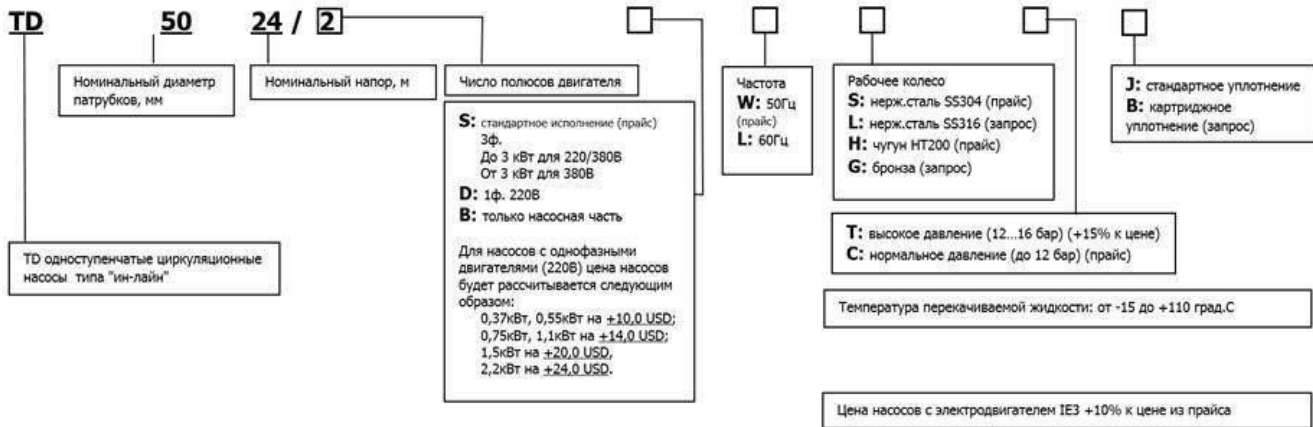 TD 50 24 / 2
Номинальный диаметр
патрубков, мм
Номинальный напор, м
Число полюсов двигателя
S: стандартное исполнение (прайс)
3ф.
До 3 кВт для 220/380В
От 3 кВт для 380В
D: 1ф. 220В
B: только насосная часть
Для насосов с однофазными
двигателями (220В) цена насосов
будет рассчитывается следующим
образом:
0,37кВт, 0,55кВт на +10,0 USD;
0,75кВт, 1,1кВт на +14,0 USD;
1,5кВт на +20,0 USD,
2,2кВт на +24,0 USD.
Частота
W: 50Гц
(прайс)
L: 60Гц
Рабочее колесо
S: нерж.сталь SS304 (прайс)
L: нерж.сталь SS316 (запрос)
H: чугун HT200 (прайс)
G: бронза (запрос)
J: стандартное уплотнение
B: картриджное
уплотнение (запрос)
T: высокое давление (12...16 бар) (+15% к цене)
C: нормальное давление (до 12 бар) (прайс)
TD одноступенчатые циркуляционные
насосы типа "ин-лайн"
Температура перекачиваемой жидкости: от -15 до +110 град.С
Цена насосов с электродвигателем IE3 +10% к цене из прайса